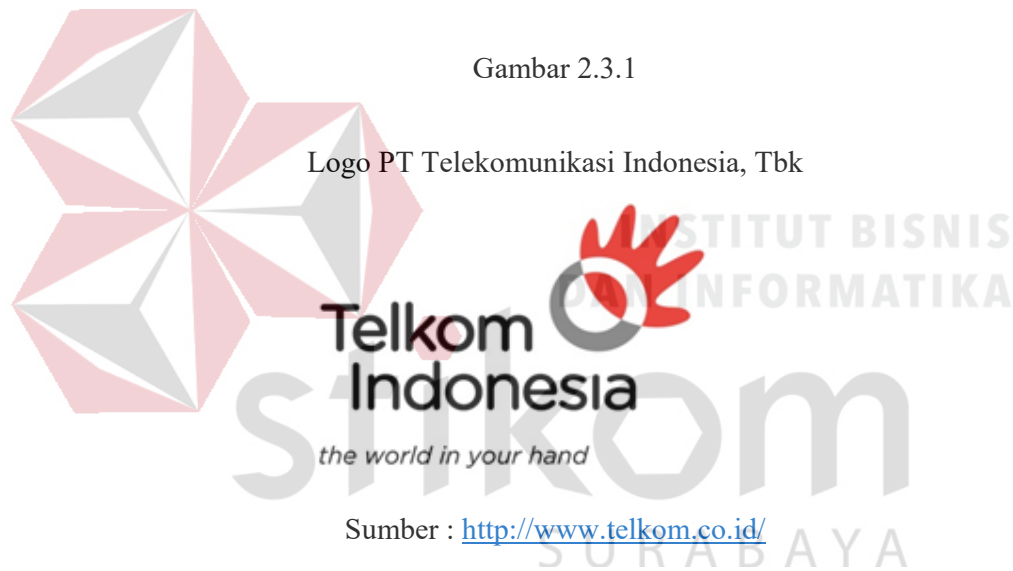 Gambar 2.3.1
Logo PT Telekomunikasi Indonesia, Tbk
INSTITUT BISNIS
DAN INFORMATIKA
Telkom
Indonesia
stikom
the world in your hand
Sumber : http://www.telkom.co.id/
SURABAYA